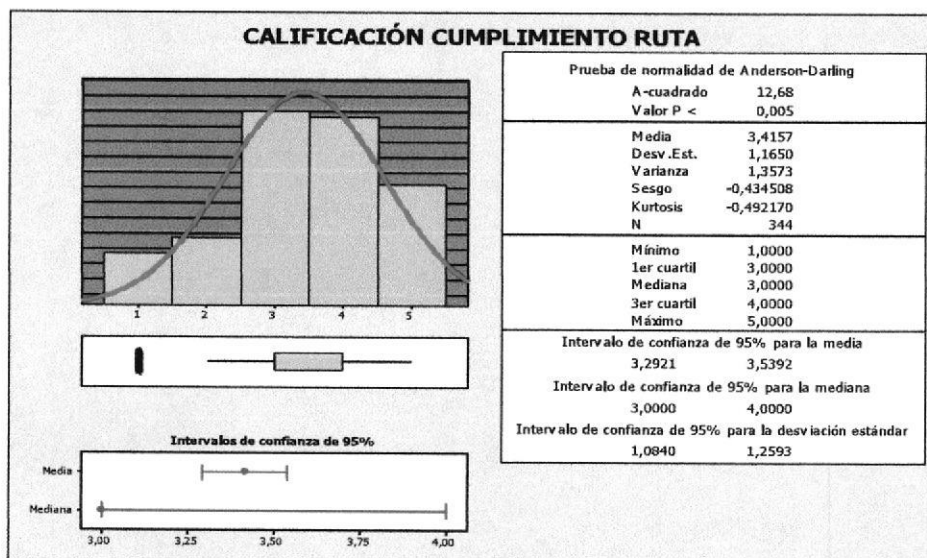 CALIFICACIÓN CUMPLIMIENTO RUTA
1 2 3 4 5
Intervalos de confianza de 95%
Media
Mediana
3,00 3,25 3,50 3,75 4,00
Prueba de normalidad de Anderson-Darling
A-cuadrado 12,68
Valor P < 0,005
Media 3,4157
Desv.Est. 1,1650
Varianza 1,3573
Sesgo -0,434508
Kurtosis -0,492170
N 344
Mínimo 1,0000
1er cuartil 3,0000
Mediana 3,0000
3er cuartil 4,0000
Máximo 5,0000
Intervalo de confianza de 95% para la media
3,2921 3,5392
Intervalo de confianza de 95% para la mediana
3,0000 4,0000
Intervalo de confianza de 95% para la desviación estándar
1,0840 1,2593